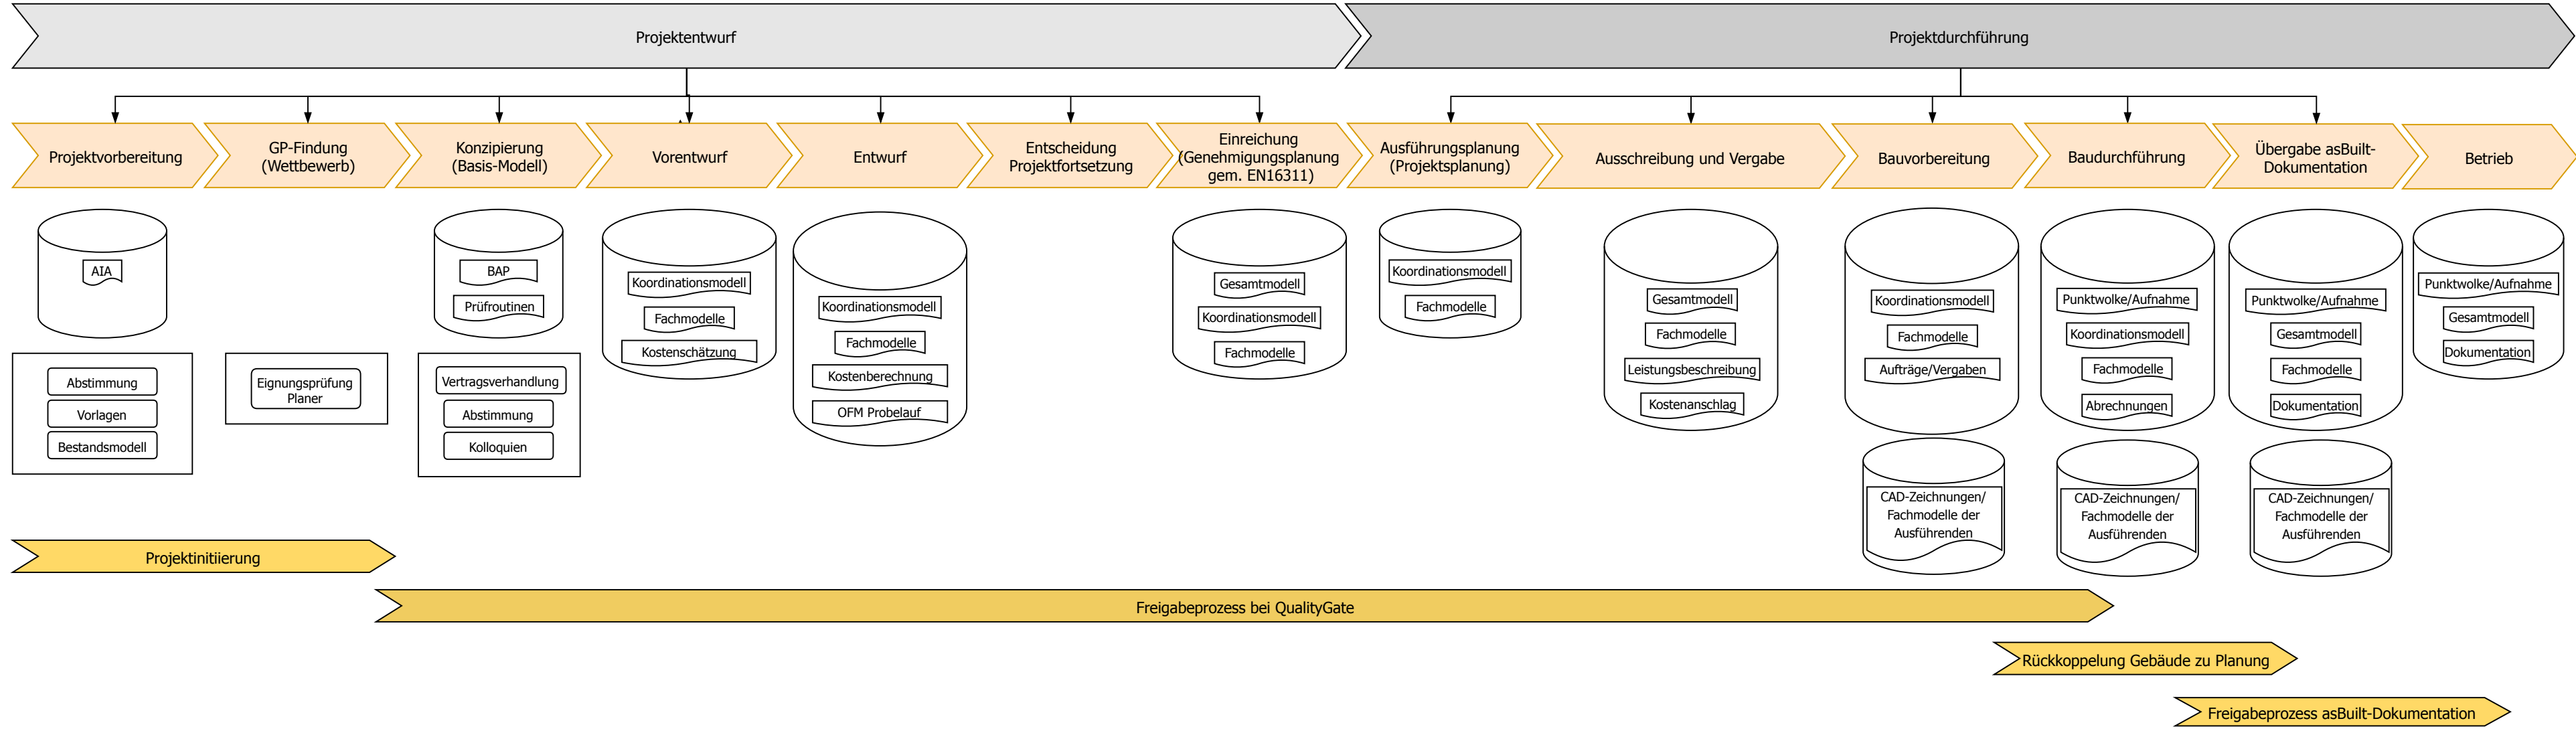 Projektentwurf
Projektdurchführung
Projektvorbereitung
GP-Findung
(Wettbewerb)
Konzipierung
(Basis-Modell)
Vorentwurf
Entwurf
Entscheidung
Projektfortsetzung
Einreichung
(Genehmigungsplanung
gem. EN16311)
Ausführungsplanung
(Projektsplanung)
Ausschreibung und Vergabe
Bauvorbereitung
Baudurchführung
Übergabe asBuilt-
Dokumentation
Betrieb
AIA
Abstimmung
Vorlagen
Bestandsmodell
Eignungsprüfung
Planer
BAP
Prüfroutinen
Vertragsverhandlung
Abstimmung
Kolloquien
Koordinationsmodell
Fachmodelle
Kostenschätzung
Koordinationsmodell
Fachmodelle
Kostenberechnung
OFM Probelauf
Gesamtmodell
Koordinationsmodell
Fachmodelle
Koordinationsmodell
Fachmodelle
Gesamtmodell
Fachmodelle
Leistungsbeschreibung
Kostenanschlag
Koordinationsmodell
Fachmodelle
Aufträge/Vergaben
CAD-Zeichnungen/
Fachmodelle der
Ausführenden
Punktwolke/Aufnahme
Koordinationsmodell
Fachmodelle
Abrechnungen
CAD-Zeichnungen/
Fachmodelle der
Ausführenden
Punktwolke/Aufnahme
Gesamtmodell
Fachmodelle
Dokumentation
CAD-Zeichnungen/
Fachmodelle der
Ausführenden
Punktwolke/Aufnahme
Gesamtmodell
Dokumentation
Projektinitiierung
Freigabeprozess bei QualityGate
Rückkoppelung Gebäude zu Planung
Freigabeprozess asBuilt-Dokumentation